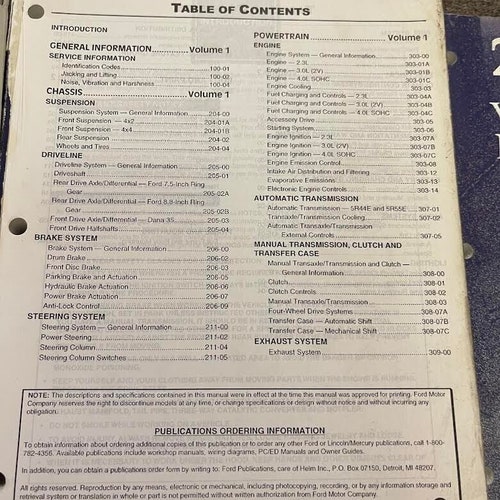 TABLE OF CONTENTS
INTRODUCTION
GENERAL INFORMATION Volume 1
SERVICE INFORMATION
Identification Codes 100-01
Jacking and Lifting 100-02
Noise, Vibration and Harshness 100-04
CHASSIS Volume 1
SUSPENSION
Suspension System — General Information 204-00
Front Suspension — 4x2 204-01A
Front Suspension — 4x4 204-01B
Rear Suspension 204-02
Wheels and Tires 204-04
DRIVELINE
Driveline System — General Information 205-00
Driveshaft 205-01
Rear Drive Axle/Differential — Ford 7.5-Inch Ring
Gear 205-02A
Rear Drive Axle/Differential — Ford 8.8-Inch Ring
Gear 205-02B
Front Drive Axle/Differential — Dana 35 205-03
Front Drive Halfshafts 205-04
BRAKE SYSTEM
Brake System — General Information 206-00
Drum Brake 206-02
Front Disc Brake 206-03
Parking Brake and Actuation 206-05
Hydraulic Brake Actuation 206-06
Power Brake Actuation 206-07
Anti-Lock Control 206-09
STEERING SYSTEM
Steering System — General Information 211-00
Power Steering 211-02
Steering Column 211-04
Steering Column Switches 211-05
POWERTRAIN Volume 1
ENGINE
Engine System — General Information 303-00
Engine — 2.3L 303-01A
Engine — 3.0L (2V) 303-01B
Engine — 4.0L SOHC 303-01C
Engine Cooling 303-03
Fuel Charging and Controls — 2.3L 303-04A
Fuel Charging and Controls — 3.0L (2V) 303-04B
Fuel Charging and Controls — 4.0L SOHC 303-04C
Accessory Drive 303-05
Starting System 303-06
Engine Ignition — 2.3L 303-07A
Engine Ignition — 3.0L (2V) 303-07B
Engine Ignition — 4.0L SOHC 303-07C
Engine Emission Control 303-08
Intake Air Distribution and Filtering 303-12
Evaporative Emissions 303-13
Electronic Engine Controls 303-14
AUTOMATIC TRANSMISSION
Automatic Transmission — 5R44E and 5R55E 307-01
Transaxle/Transmission Cooling 307-02
Automatic Transaxle/Transmission
External Controls 307-05
MANUAL TRANSMISSION, CLUTCH AND
TRANSFER CASE
Manual Transaxle/Transmission and Clutch —
General Information 308-00
Clutch 308-01
Clutch Controls 308-02
Manual Transaxle/Transmission 308-03
Four-Wheel Drive Systems 308-07A
Transfer Case — Automatic Shift 308-07B
Transfer Case — Mechanical Shift 308-07C
EXHAUST SYSTEM
Exhaust System 309-00
NOTE: The descriptions and specifications contained in this manual were in effect at the time this manual was approved for printing. Ford Motor
Company reserves the right to discontinue models at any time, or change specifications or design without notice and without incurring any
obligation.
PUBLICATIONS ORDERING INFORMATION
To obtain information about ordering additional copies of this publication or to order any other Ford or Lincoln/Mercury publications, call 1-800-
782-4356. Available publications include workshop manuals, wiring diagrams, PC/ED Manuals and Owner Guides.
In addition, you can obtain a publications order form by writing to: Ford Publications, care of Helm Inc., P.O. Box 07150, Detroit, MI 48207.
All rights reserved. Reproduction by any means, electronic or mechanical, including photocopying, recording, or by any information storage and
retrieval system or translation in whole or part is not permitted without written authorization from Ford Motor Company.